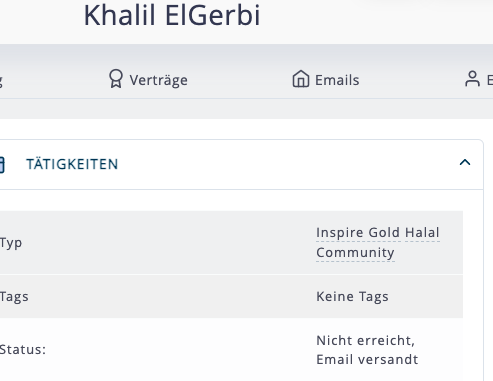 Khalil ElGerbi
g Verträge Emails E
TÄTIGKEITEN
Typ Inspire Gold Halal
Community
Tags Keine Tags
Status: Nicht erreicht,
Email versandt